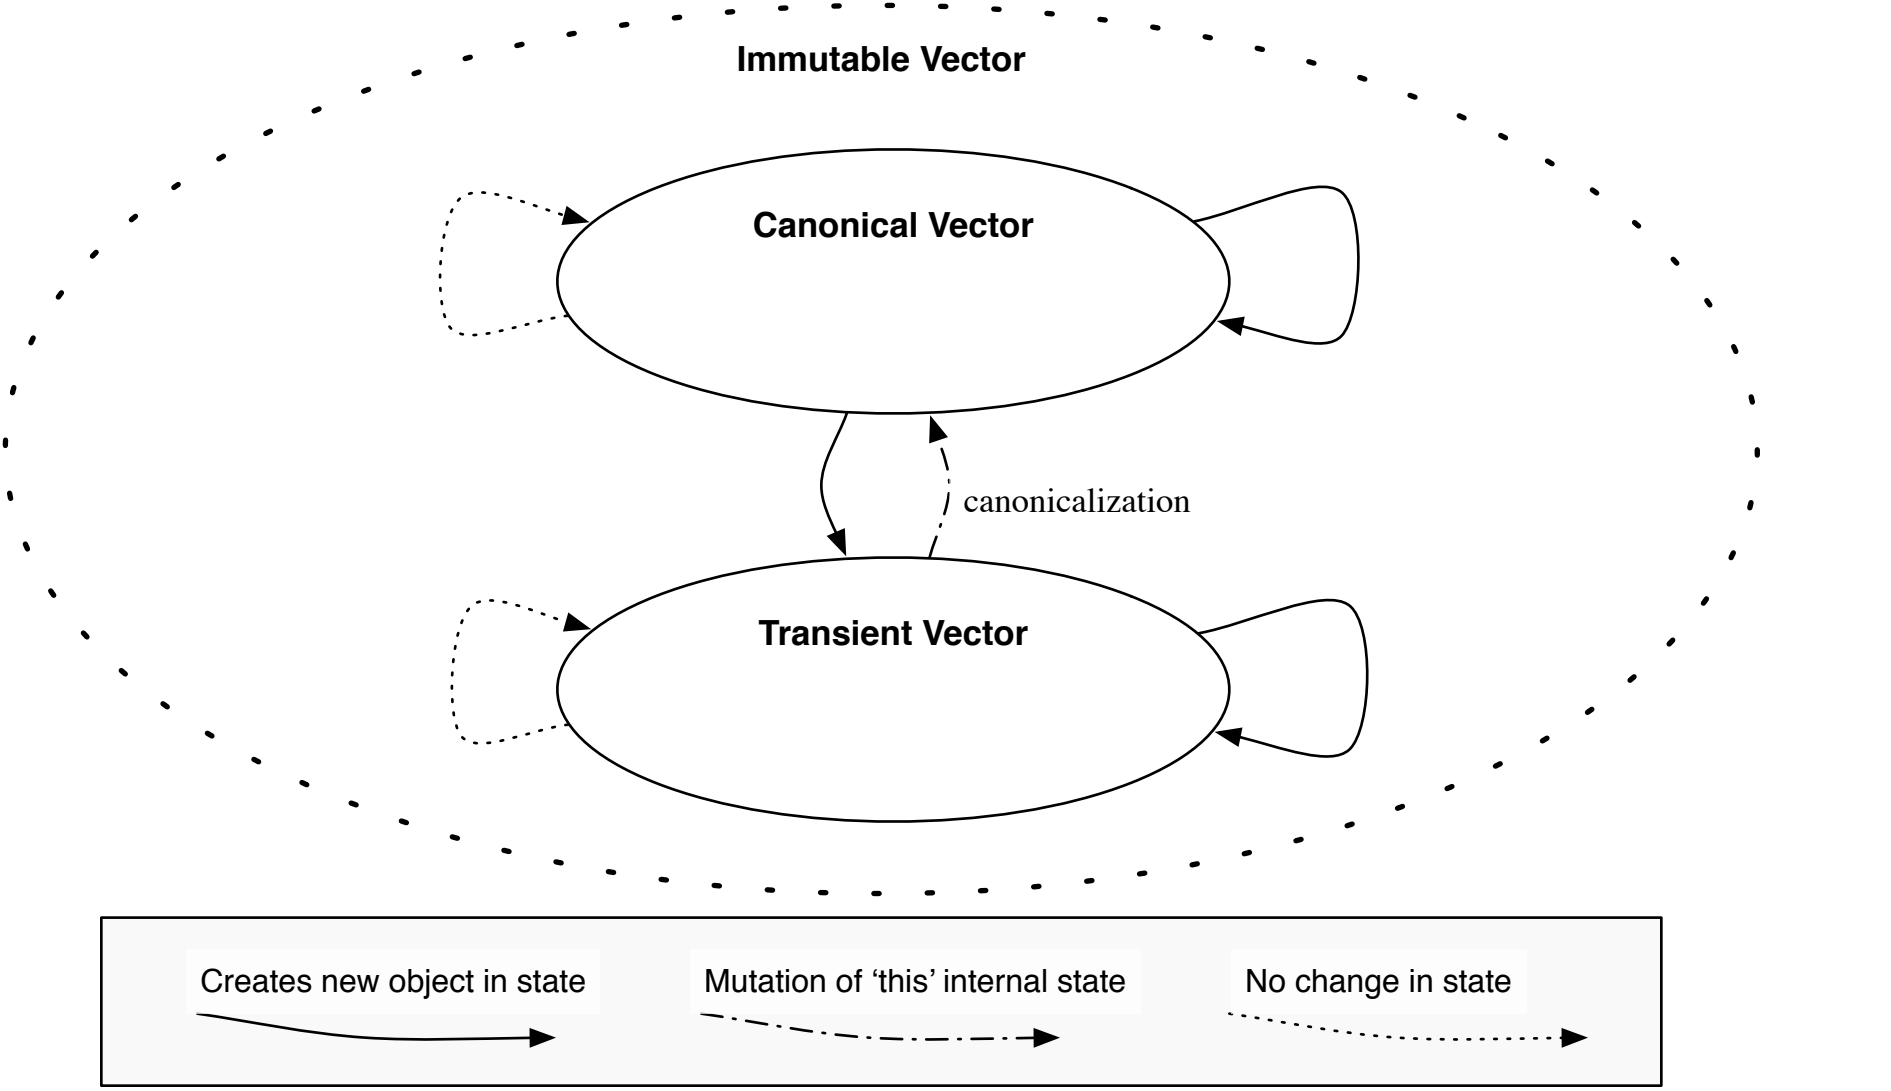 Immutable Vector
Canonical Vector
canonicalization
Transient Vector
Creates new object in state
Mutation of ‘this’ internal state
No change in state